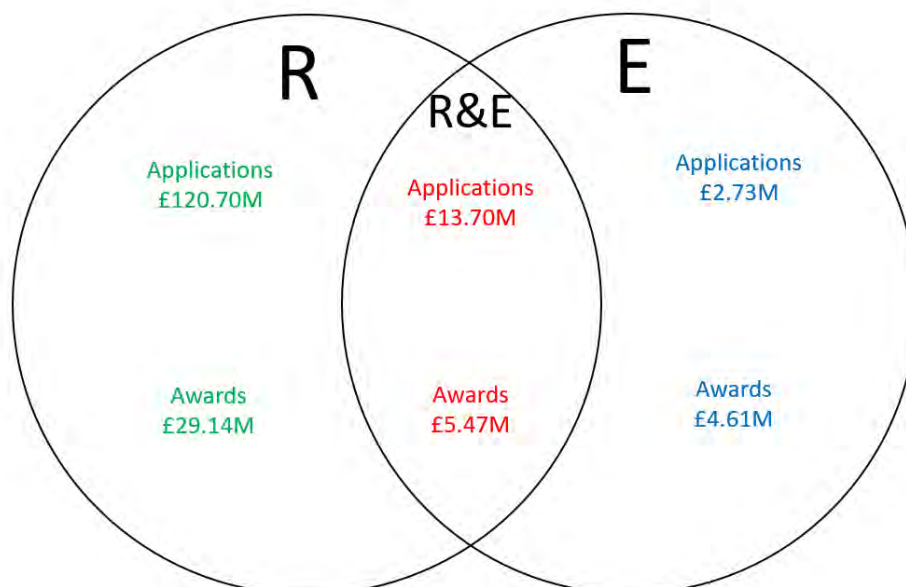 R
E
R&E
Applications
£120.70M
Applications
£13.70M
Applications
£2.73M
Awards
£29.14M
Awards
£5.47M
Awards
£4.61M